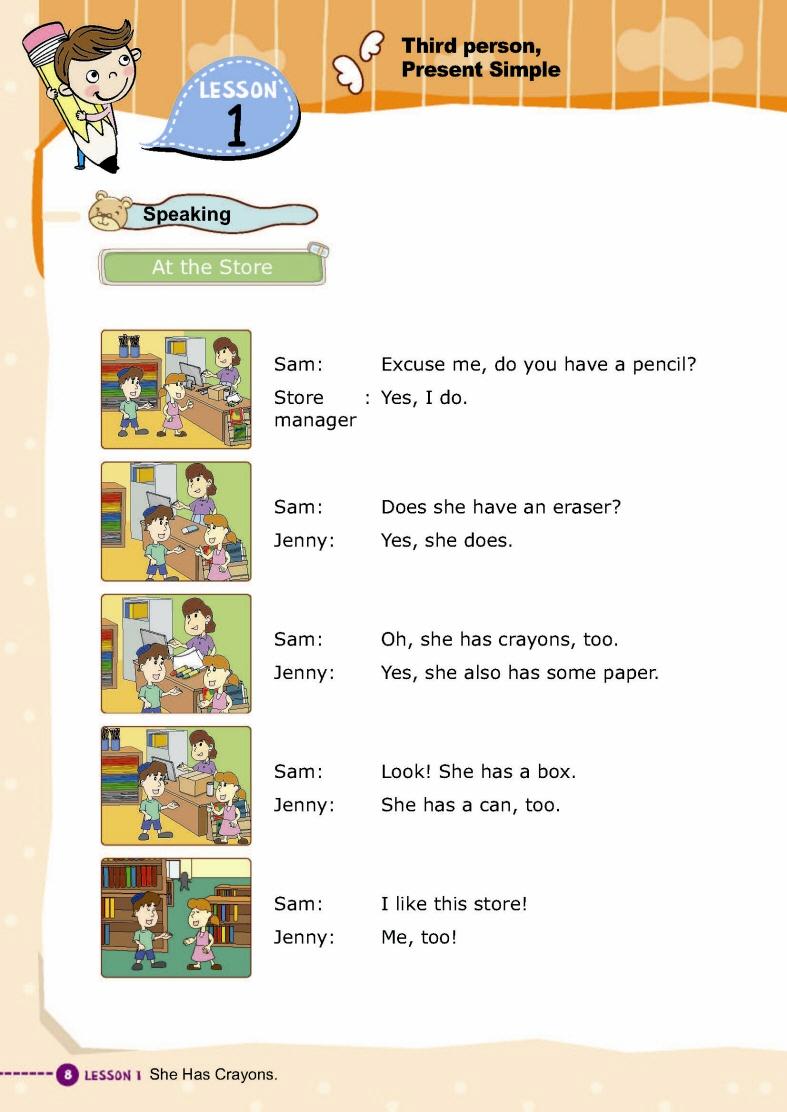 Third person,
Present Simple
LESSON
1
Speaking
At the Store
Sam: Excuse me, do you have a pencil?
Store : Yes, I do.
manager
Sam: Does she have an eraser?
Jenny: Yes, she does.
Sam: Oh, she has crayons, too.
Jenny: Yes, she also has some paper.
Sam: Look! She has a box.
Jenny: She has a can, too.
Sam: I like this store!
Jenny: Me, too!
8 LESSON 1 She Has Crayons.